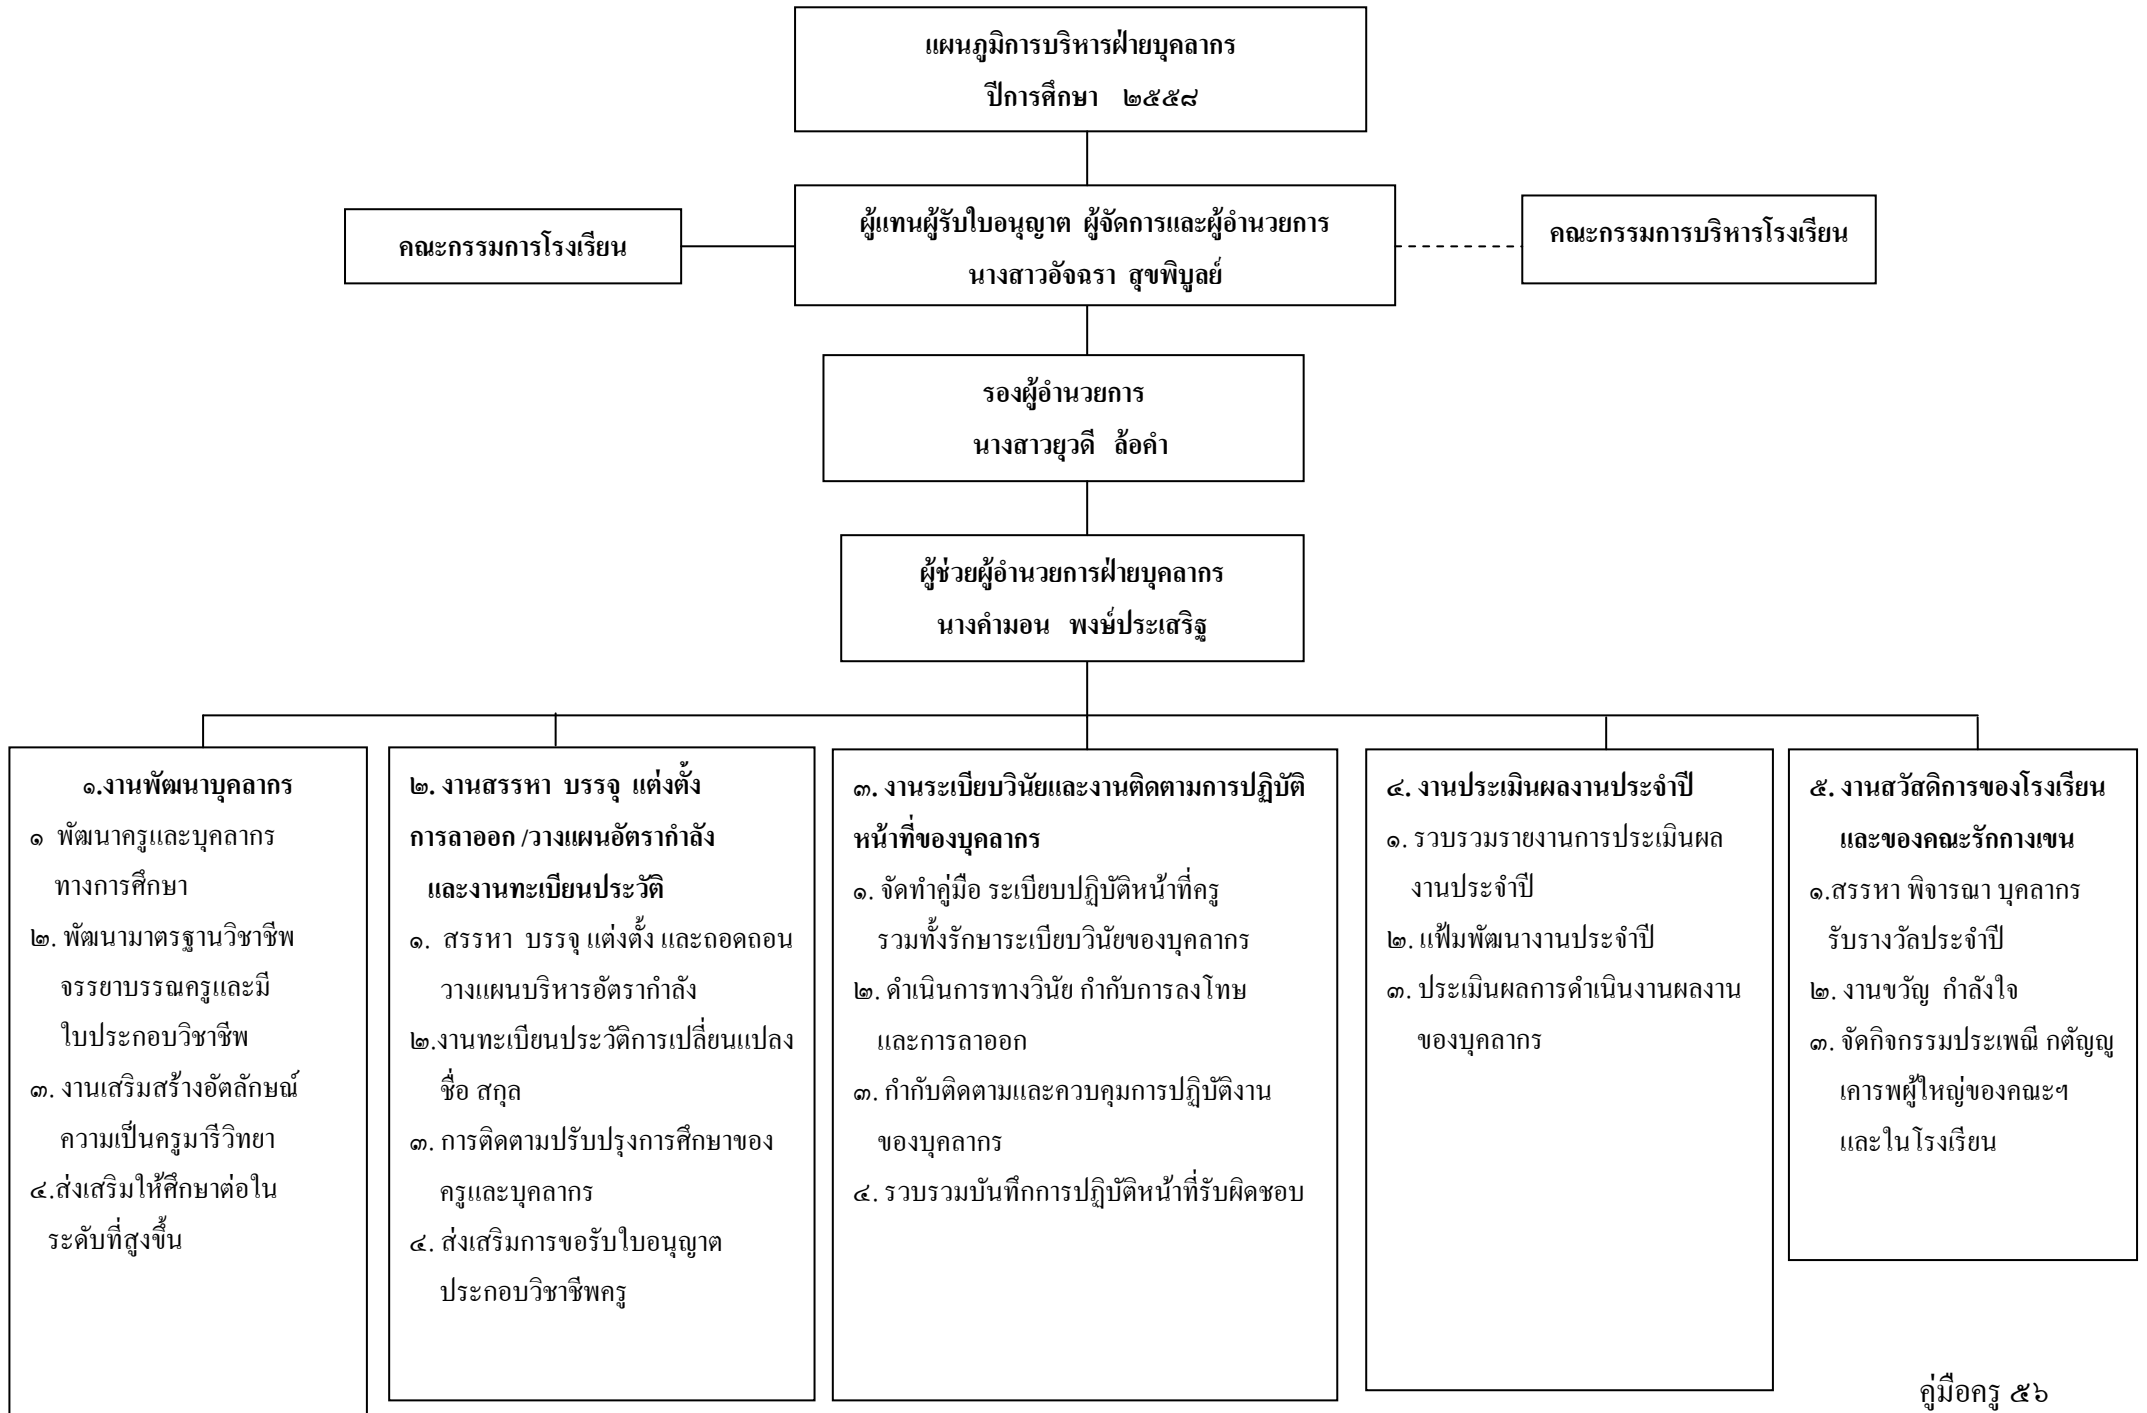 แผนภูมิการบริหารฝ่ายบุคลากร
ปีการศึกษา ๒๕๕๘
คณะกรรมการโรงเรียน
ผู้แทนผู้รับใบอนุญาต ผู้จัดการและผู้อำนวยการ
นางสาวอัจฉรา สุขพิบูลย์
คณะกรรมการบริหารโรงเรียน
รองผู้อำนวยการ
นางสาวยุวดี ล้อคำ
ผู้ช่วยผู้อำนวยการฝ่ายบุคลากร
นางคำมอน พงษ์ประเสริฐ
๑.งานพัฒนาบุคลากร
๑ พัฒนาครูและบุคลากร
ทางการศึกษา
๒. พัฒนามาตรฐานวิชาชีพ
จรรยาบรรณครูและมี
ใบประกอบวิชาชีพ
๓. งานเสริมสร้างอัตลักษณ์
ความเป็นครูมารีวิทยา
๔.ส่งเสริมให้ศึกษาต่อใน
ระดับที่สูงขึ้น
๒. งานสรรหา บรรจุ แต่งตั้ง
การลาออก /วางแผนอัตรากำลัง
และงานทะเบียนประวัติ
๑. สรรหา บรรจุ แต่งตั้ง และถอดถอน
วางแผนบริหารอัตรากำลัง
๒.งานทะเบียนประวัติการเปลี่ยนแปลง
ชื่อ สกุล
๓. การติดตามปรับปรุงการศึกษาของ
ครูและบุคลากร
๔. ส่งเสริมการขอรับใบอนุญาต
ประกอบวิชาชีพครู
๓. งานระเบียบวินัยและงานติดตามการปฏิบัติ
หน้าที่ของบุคลากร
๑. จัดทำคู่มือ ระเบียบปฏิบัติหน้าที่ครู
รวมทั้งรักษาระเบียบวินัยของบุคลากร
๒. ดำเนินการทางวินัย กำกับการลงโทษ
และการลาออก
๓. กำกับติดตามและควบคุมการปฏิบัติงาน
ของบุคลากร
๔. รวบรวมบันทึกการปฏิบัติหน้าที่รับผิดชอบ
๔. งานประเมินผลงานประจำปี
๑. รวบรวมรายงานการประเมินผล
งานประจำปี
๒. แฟ้มพัฒนางานประจำปี
๓. ประเมินผลการดำเนินงานผลงาน
ของบุคลากร
๕. งานสวัสดิการของโรงเรียน
และของคณะรักกางเขน
๑.สรรหา พิจารณา บุคลากร
รับรางวัลประจำปี
๒. งานขวัญ กำลังใจ
๓. จัดกิจกรรมประเพณี กตัญญู
เคารพผู้ใหญ่ของคณะฯ
และในโรงเรียน
คู่มือครู ๕๖